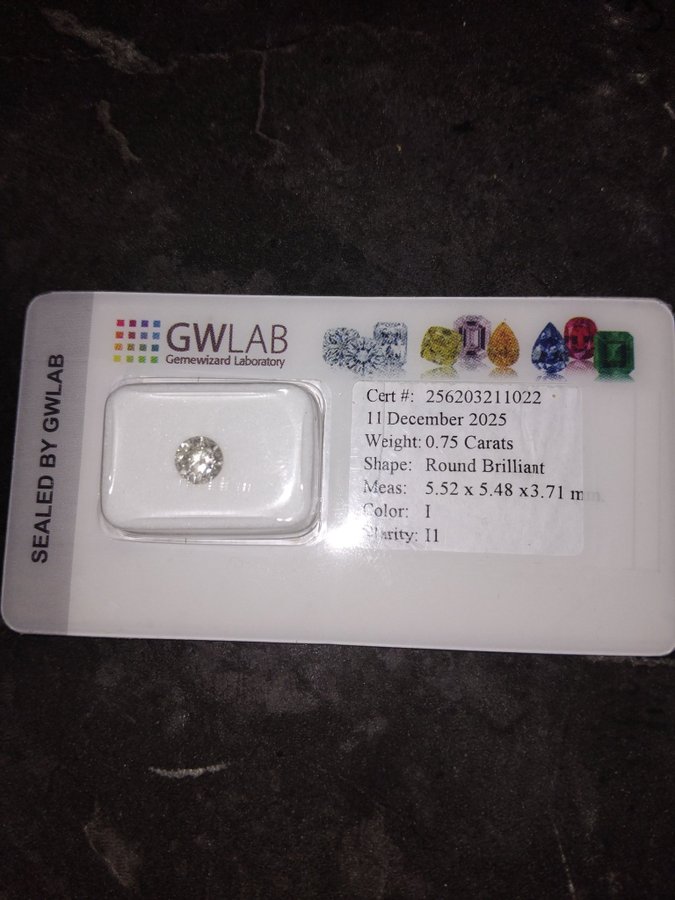 SEALED BY GWLAB
GWLAB
Gemewizard Laboratory
Cert #: 256203211022
11 December 2025
Weight: 0.75 Carats
Shape: Round Brilliant
Meas: 5.52 x 5.48 x3.71 mm
Color: I
Clarity: I1